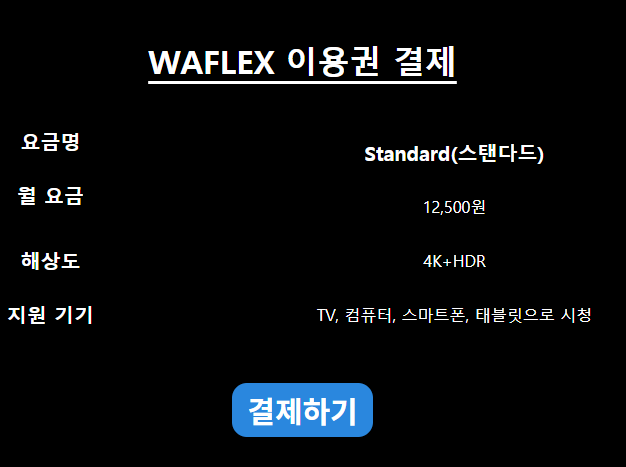 WAFLEX 이용권 결제
요금명
Standard(스탠다드)
월 요금
12,500원
해상도
4K+HDR
지원 기기
TV, 컴퓨터, 스마트폰, 태블릿으로 시청
결제하기